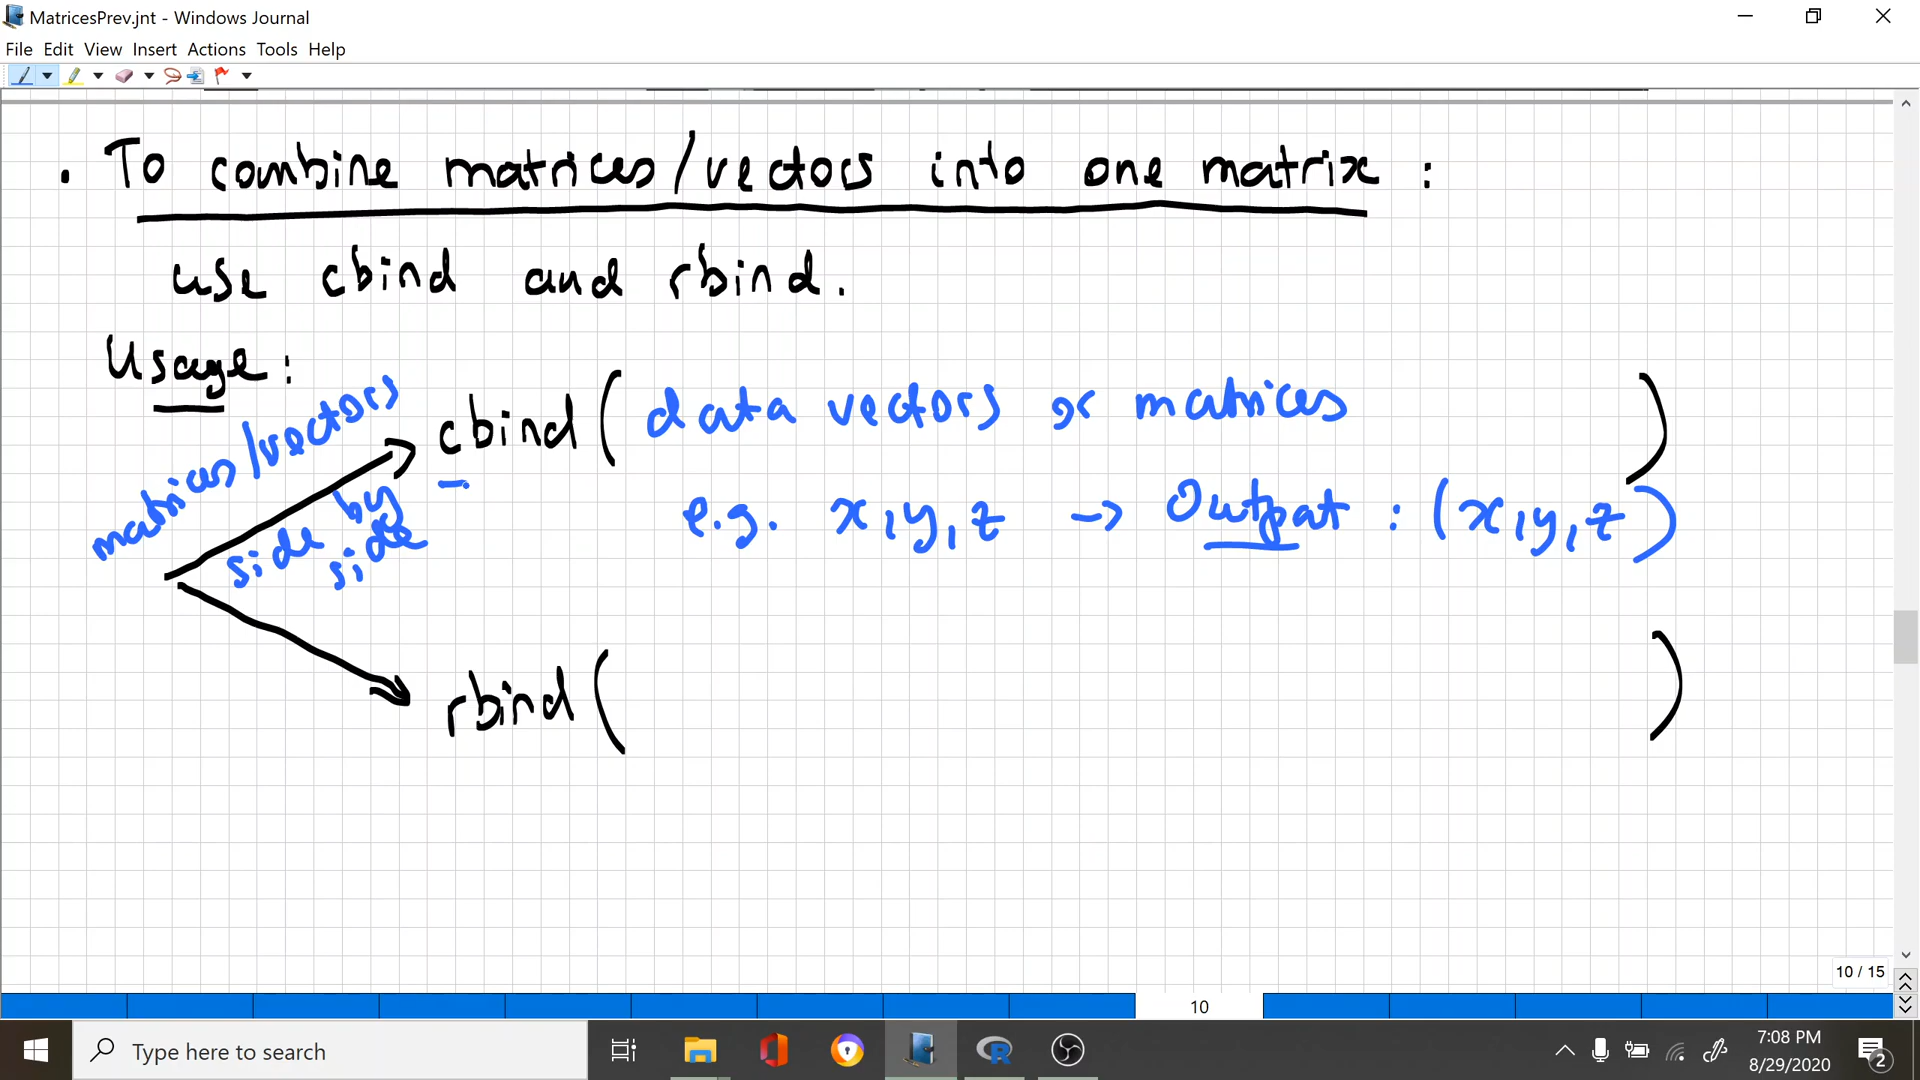 MatricesPrev.jnt - Windows Journal
File Edit View Insert Actions Tools Help
. To combine matrices/vectors into one matrix :
use cbind and rbind.
Usage:
matrices/vectors
side by side
cbind( data vectors or matrices )
e.g. x,y,z -> Output : (x,y,z)
rbind( )
10 / 15
10
Type here to search
7:08 PM
8/29/2020
2